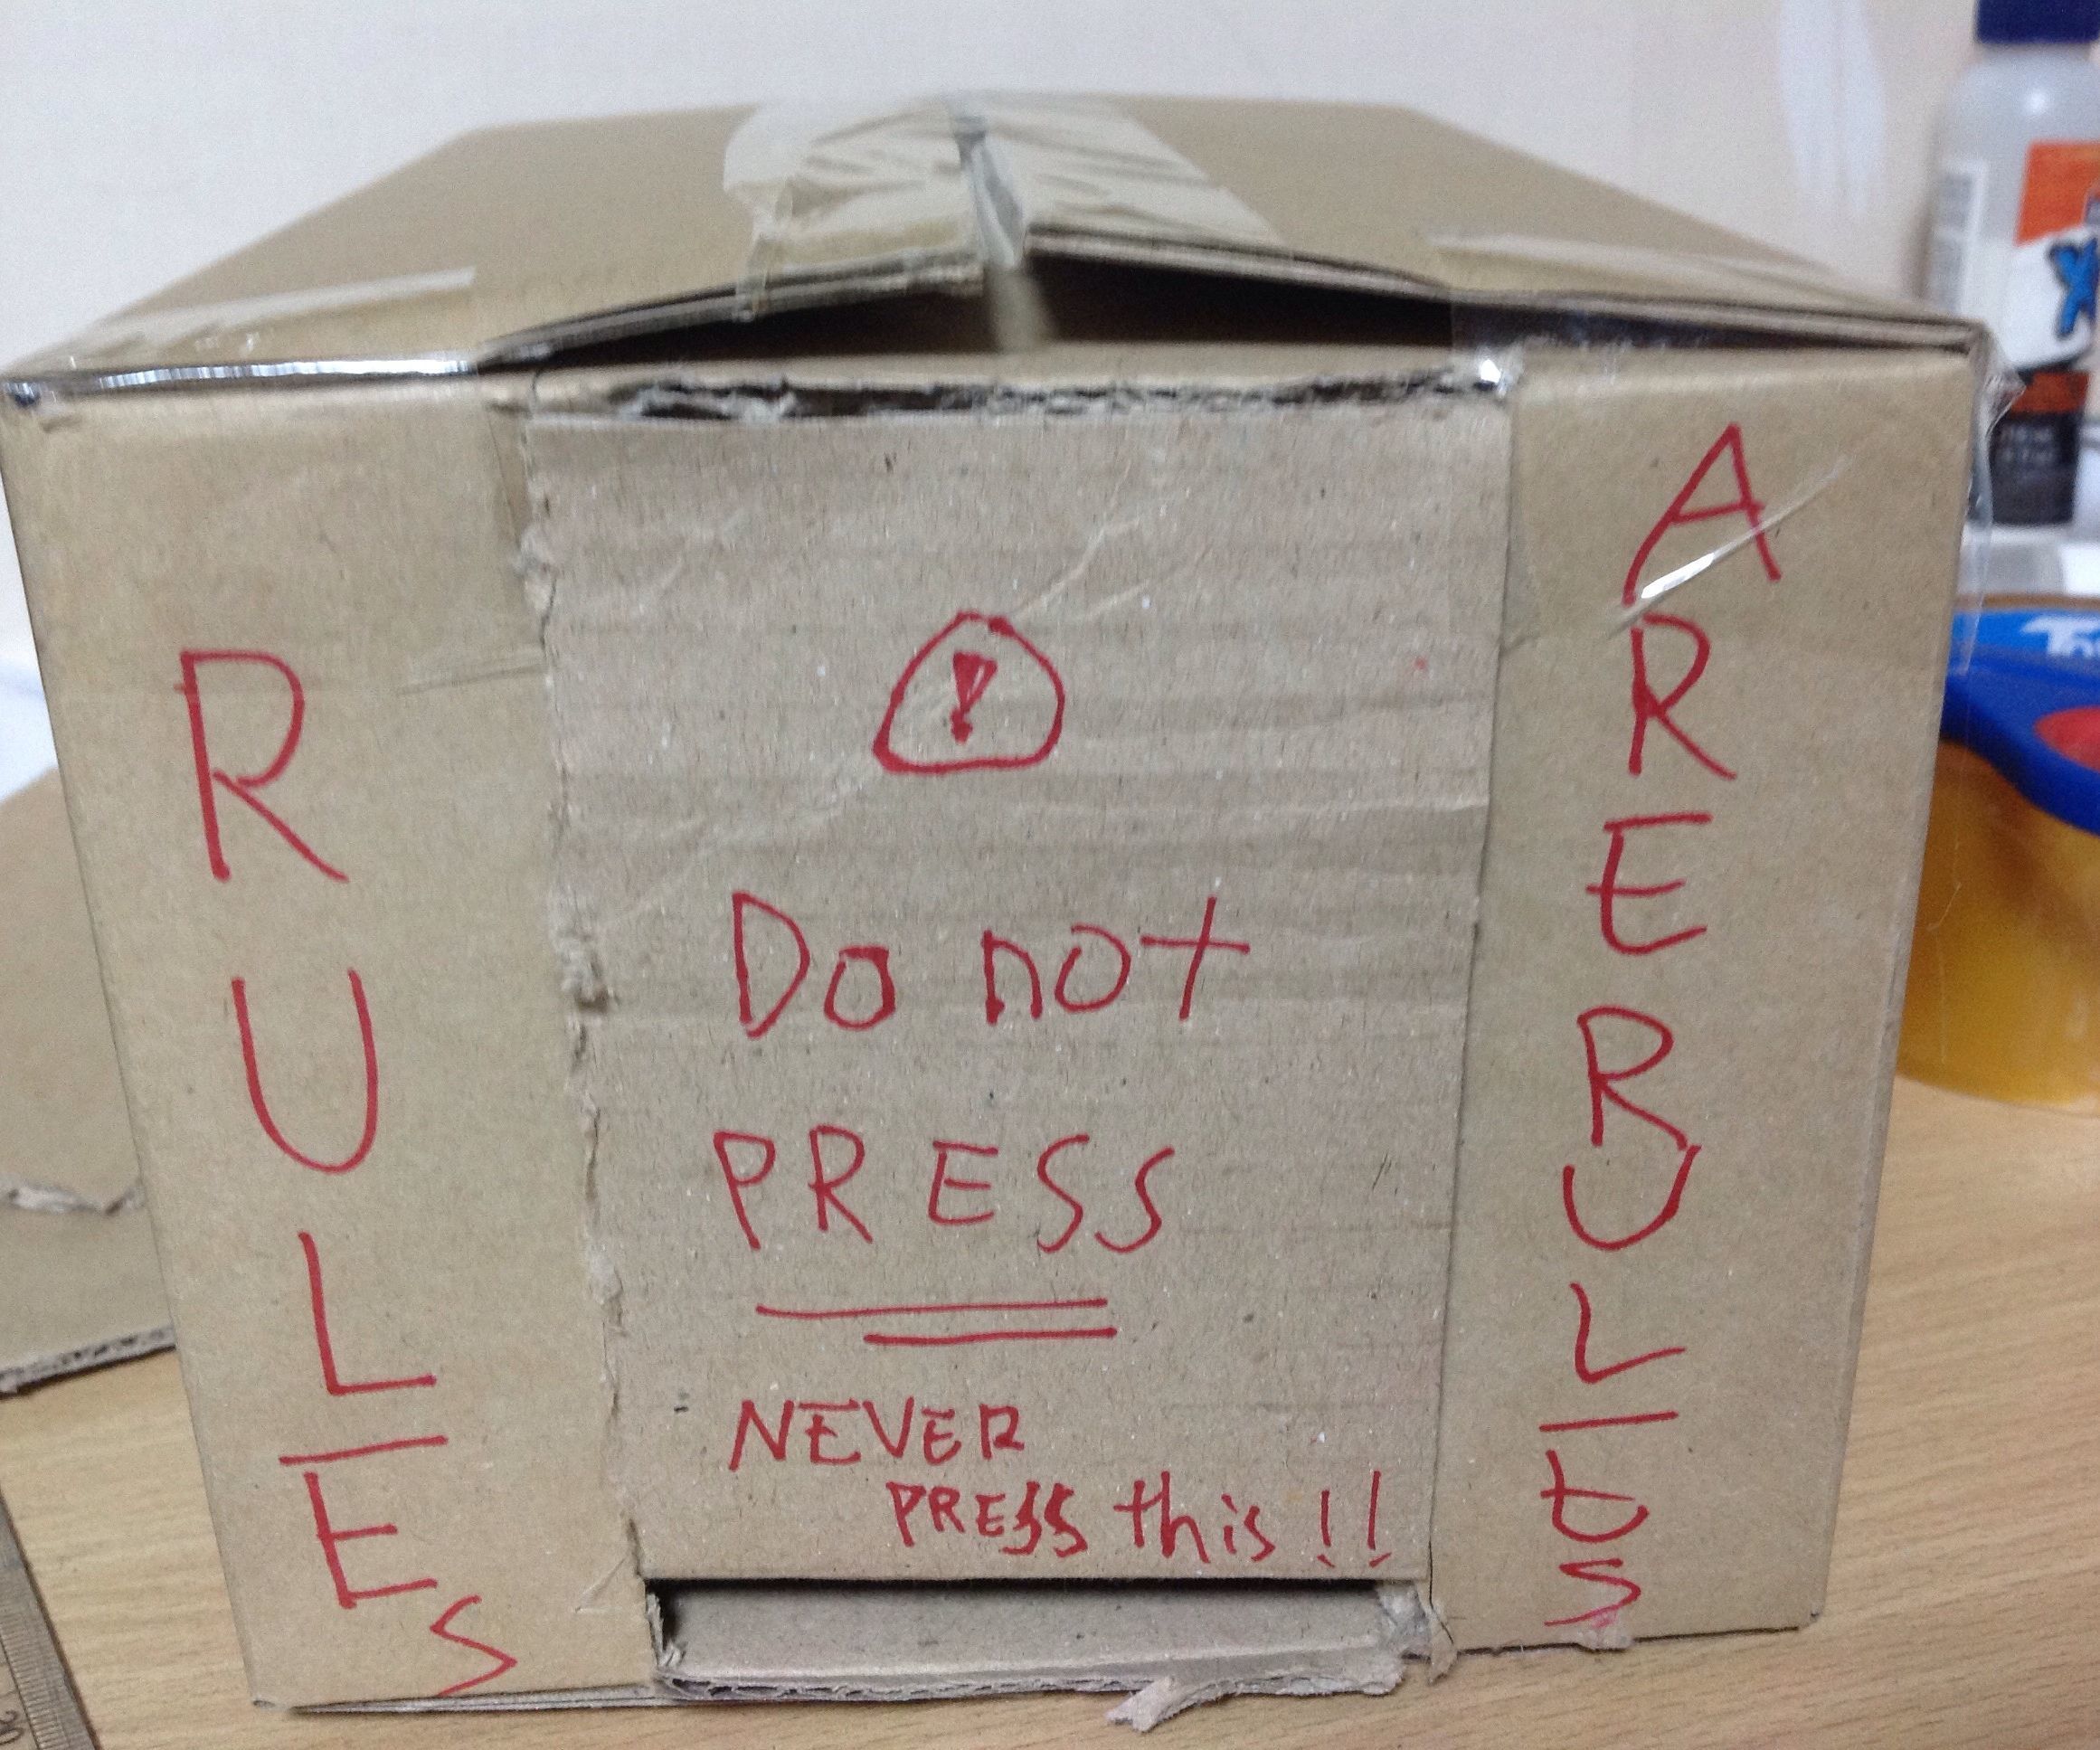 RULES
!
Do not
PRESS
NEVER
PRESS this!!
ARE RULES